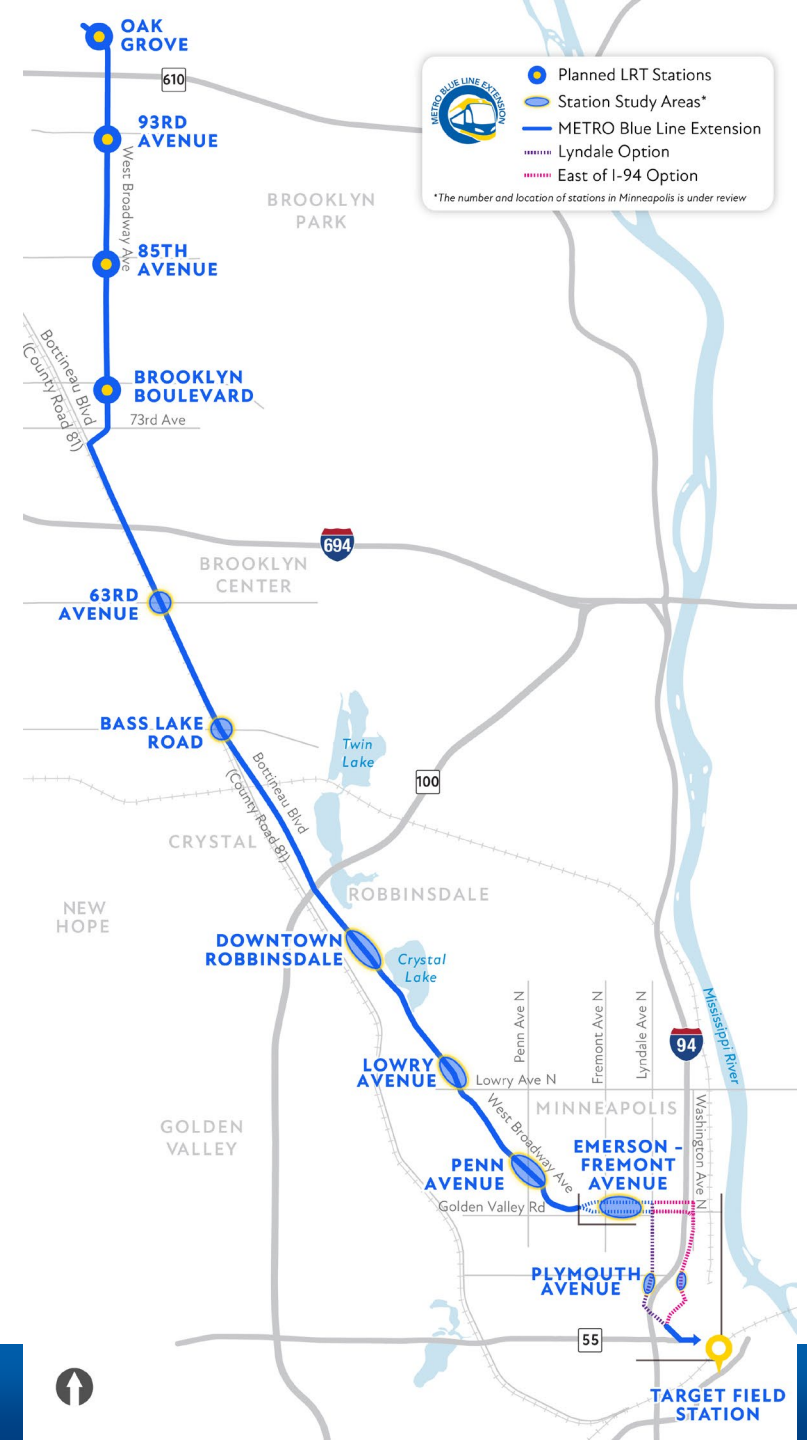 OAK
GROVE
610
METRO BLUE LINE EXTENSION
Planned LRT Stations
Station Study Areas*
METRO Blue Line Extension
Lyndale Option
East of I-94 Option
*The number and location of stations in Minneapolis is under review
93RD
AVENUE
West Broadway Ave
BROOKLYN
PARK
85TH
AVENUE
Bottineau Blvd
(County Road 81)
BROOKLYN
BOULEVARD
73rd Ave
694
BROOKLYN
CENTER
63RD
AVENUE
BASS LAKE
ROAD
Twin
Lake
Bottineau Blvd
(County Road 81)
100
CRYSTAL
ROBBINSDALE
NEW
HOPE
DOWNTOWN
ROBBINSDALE
Crystal
Lake
Penn Ave N
Fremont Ave N
Lyndale Ave N
Mississippi River
94
LOWRY
AVENUE
Lowry Ave N
MINNEAPOLIS
Washington Ave N
West Broadway Ave
GOLDEN
VALLEY
EMERSON -
FREMONT
AVENUE
PENN
AVENUE
Golden Valley Rd
PLYMOUTH
AVENUE
55
TARGET FIELD
STATION